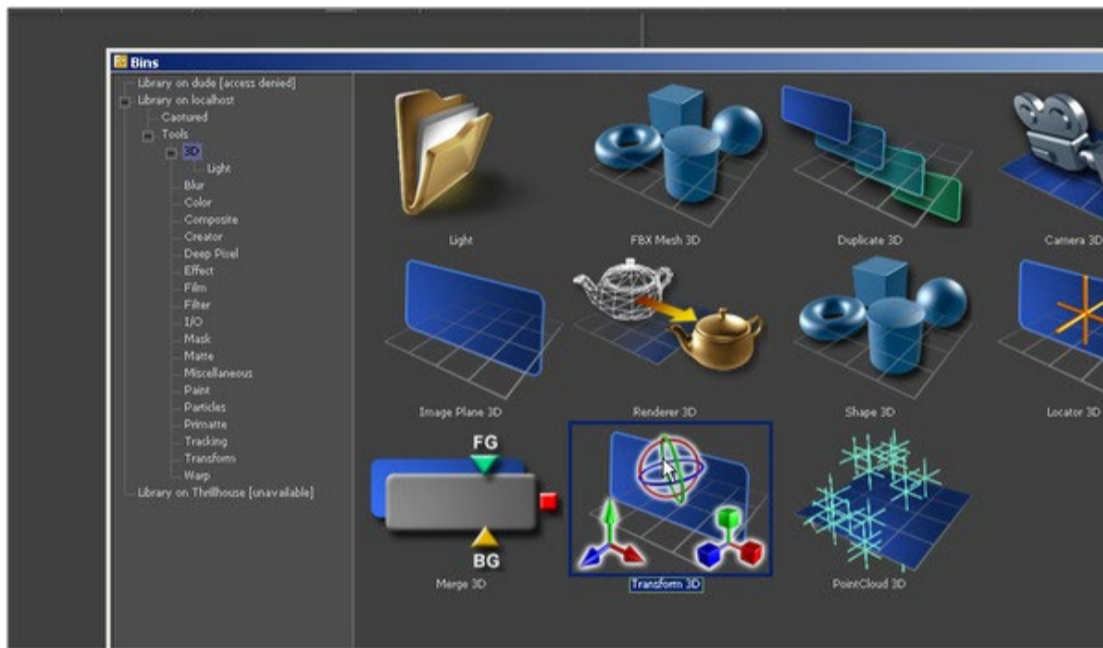 Bins
Library on dude [access denied]
Library on localhost
Caotured
Tools
3D
Light
Blur
Color
Composite
Creator
Deep Pixel
Effect
Film
Filter
I/O
Mask
Matte
Miscellaneous
Paint
Particles
Primatte
Tracking
Transform
Warp
Library on Thrillhouse [unavailable]
Light
FBX Mesh 3D
Duplicate 3D
Camera 3D
Image Plane 3D
Renderer 3D
Shape 3D
Locator 3D
FG
BG
Merge 3D
Transform 3D
PointCloud 3D